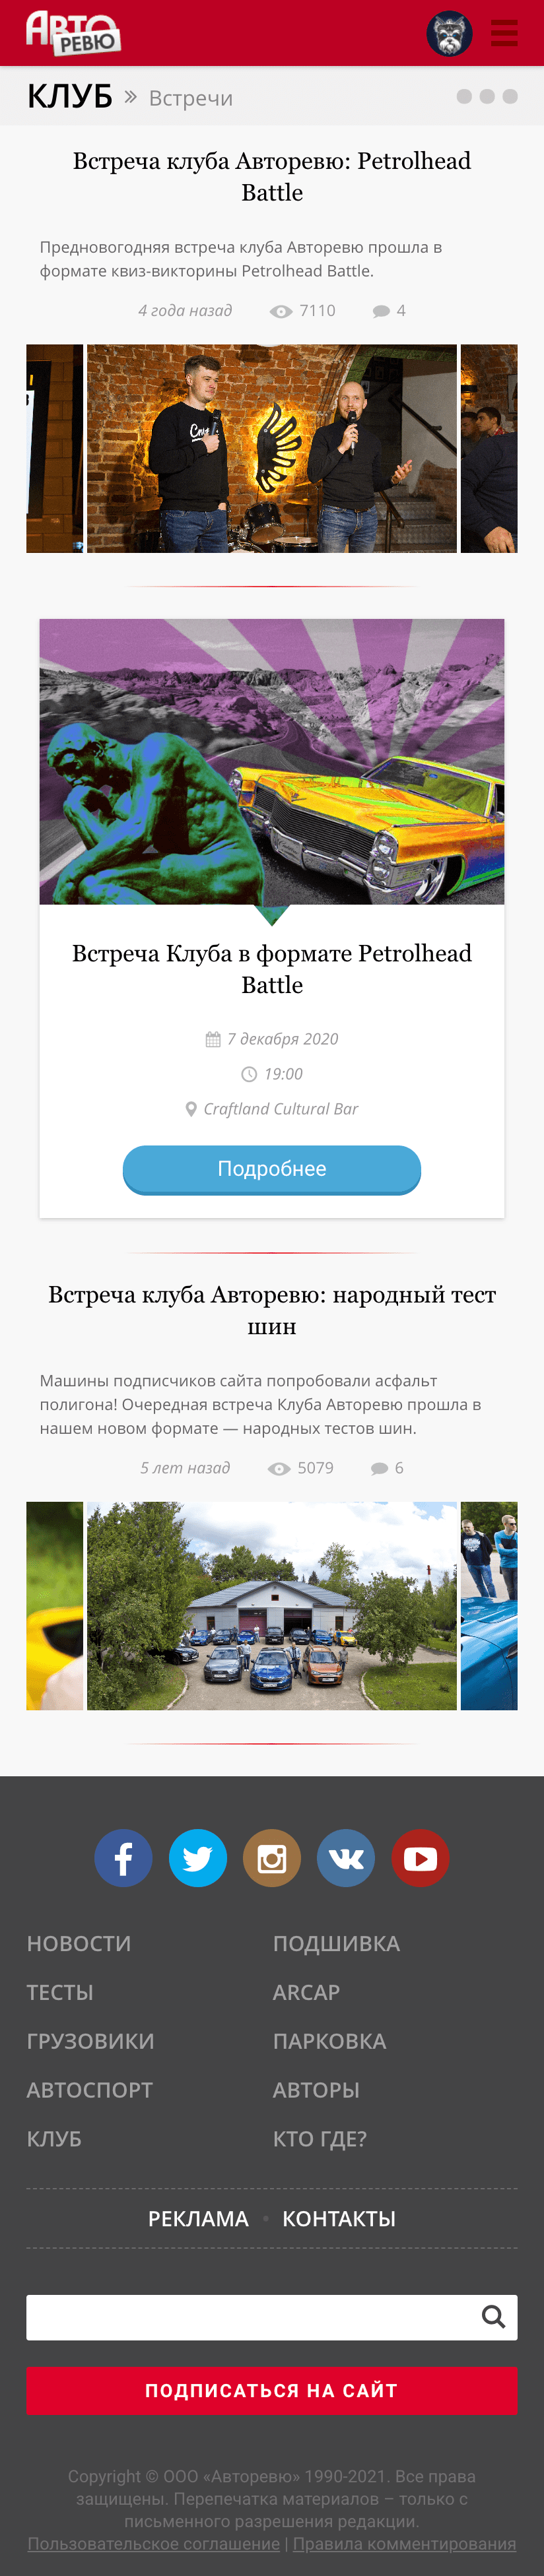 АВТО
РЕВЮ
КЛУБ » Встречи
Встреча клуба Авторевю: Petrolhead
Battle
Предновогодняя встреча клуба Авторевю прошла в
формате квиз-викторины Petrolhead Battle.
4 года назад 7110 4
Встреча Клуба в формате Petrolhead
Battle
7 декабря 2020
19:00
Craftland Cultural Bar
Подробнее
Встреча клуба Авторевю: народный тест
шин
Машины подписчиков сайта попробовали асфальт
полигона! Очередная встреча Клуба Авторевю прошла в
нашем новом формате — народных тестов шин.
5 лет назад 5079 6
НОВОСТИ ПОДШИВКА
ТЕСТЫ ARCAP
ГРУЗОВИКИ ПАРКОВКА
АВТОСПОРТ АВТОРЫ
КЛУБ КТО ГДЕ?
РЕКЛАМА • КОНТАКТЫ
ПОДПИСАТЬСЯ НА САЙТ
Copyright © ООО «Авторевю» 1990-2021. Все права
защищены. Перепечатка материалов – только с
письменного разрешения редакции.
Пользовательское соглашение | Правила комментирования